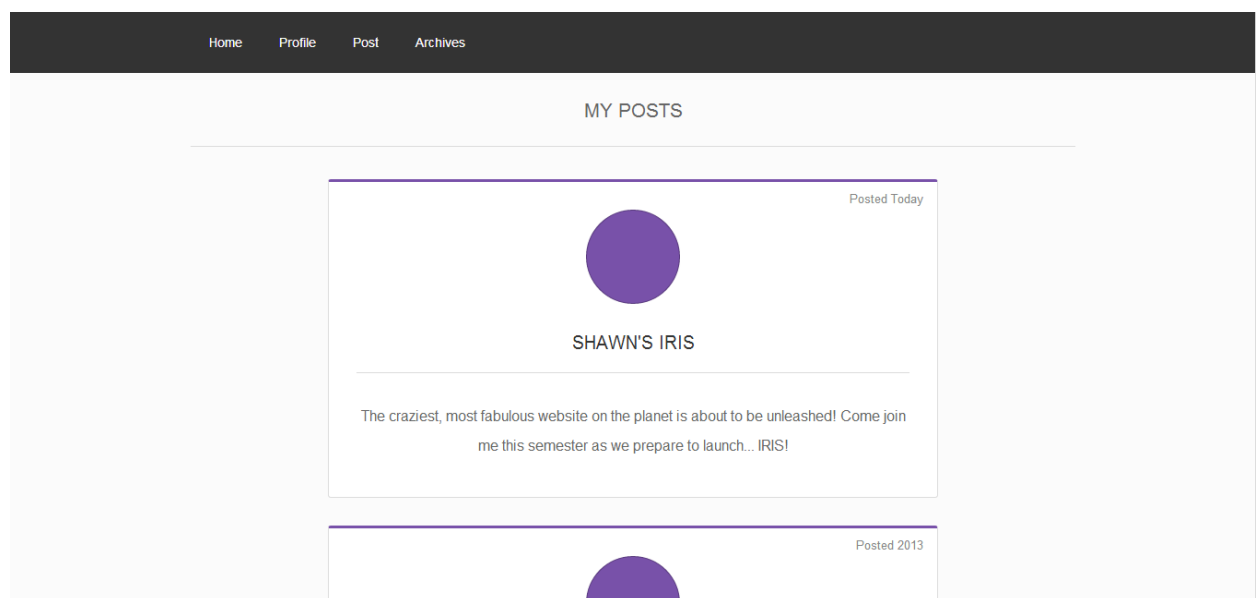 Home Profile Post Archives
MY POSTS
Posted Today
SHAWN'S IRIS
The craziest, most fabulous website on the planet is about to be unleashed! Come join
me this semester as we prepare to launch... IRIS!
Posted 2013